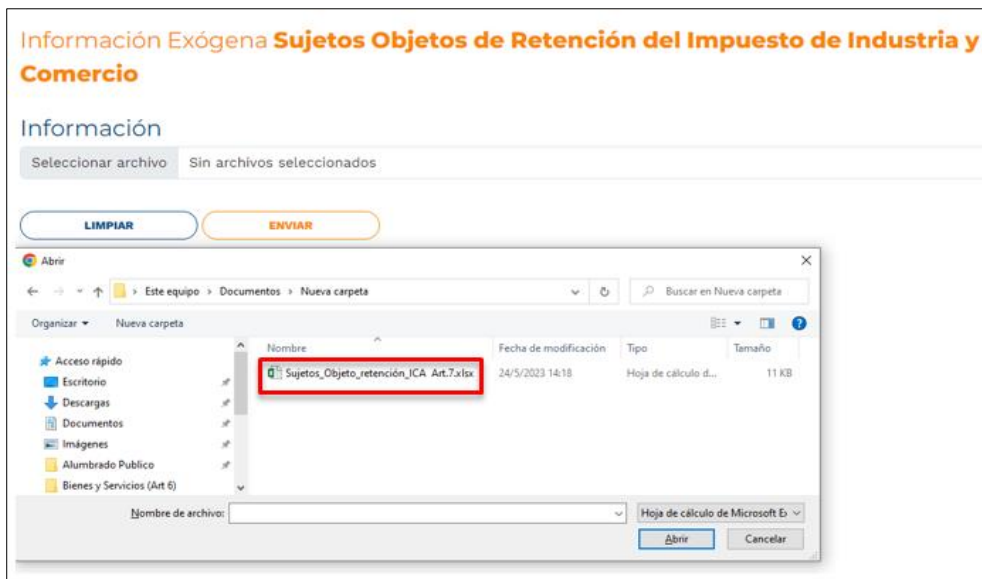 Información Exógena Sujetos Objetos de Retención del Impuesto de Industria y
Comercio
Información
Seleccionar archivo Sin archivos seleccionados
LIMPIAR ENVIAR
Abrir
Este equipo > Documentos > Nueva carpeta Buscar en Nueva carpeta
Organizar Nueva carpeta
Nombre Fecha de modificación Tipo Tamaño
Acceso rápido
Sujetos_Objeto_retención_ICA Art.7.xlsx 24/5/2023 14:18 Hoja de cálculo d... 11 KB
Escritorio
Descargas
Documentos
Imágenes
Alumbrado Publico
Bienes y Servicios (Art 6)
Nombre de archivo: Hoja de cálculo de Microsoft Ex
Abrir Cancelar